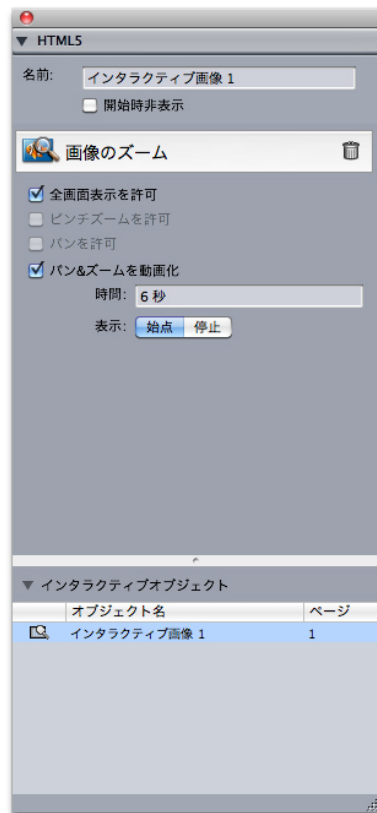 HTML5
名前: インタラクティブ画像 1
開始時非表示
画像のズーム
全画面表示を許可
ピンチズームを許可
パンを許可
パン&ズームを動画化
時間: 6 秒
表示: 始点 停止
インタラクティブオブジェクト
オブジェクト名 ページ
インタラクティブ画像 1 1